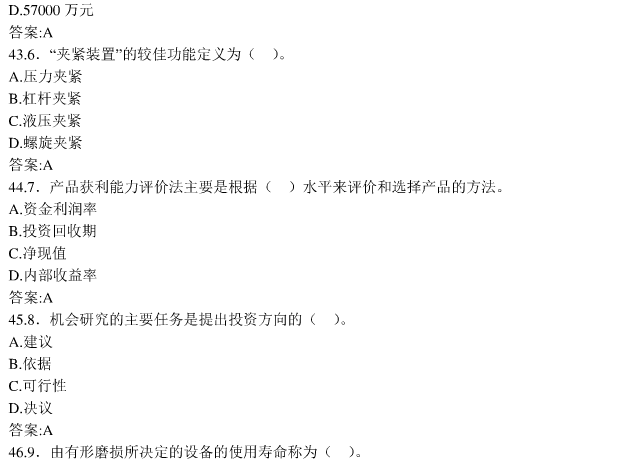 D.57000 万元
答案:A
43.6．“夹紧装置”的较佳功能定义为（　）。
A.压力夹紧
B.杠杆夹紧
C.液压夹紧
D.螺旋夹紧
答案:A
44.7．产品获利能力评价法主要是根据（　）水平来评价和选择产品的方法。
A.资金利润率
B.投资回收期
C.净现值
D.内部收益率
答案:A
45.8．机会研究的主要任务是提出投资方向的（　）。
A.建议
B.依据
C.可行性
D.决议
答案:A
46.9．由有形磨损所决定的设备的使用寿命称为（　）。